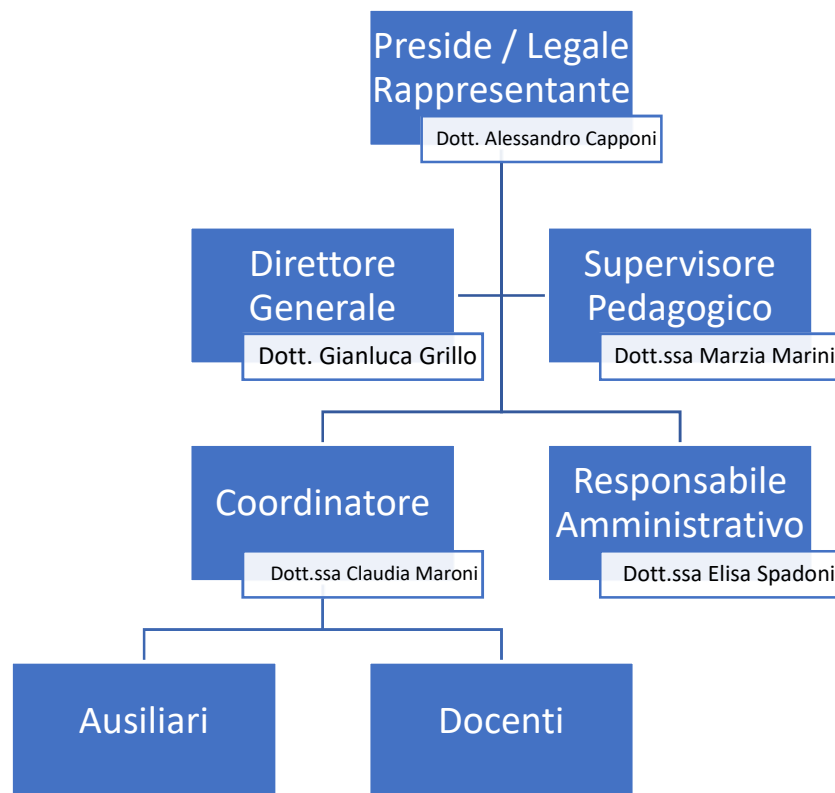 Preside / Legale
Rappresentante
Dott. Alessandro Capponi
Direttore
Generale
Dott. Gianluca Grillo
Supervisore
Pedagogico
Dott.ssa Marzia Marini
Coordinatore
Dott.ssa Claudia Maroni
Responsabile
Amministrativo
Dott.ssa Elisa Spadoni
Ausiliari
Docenti